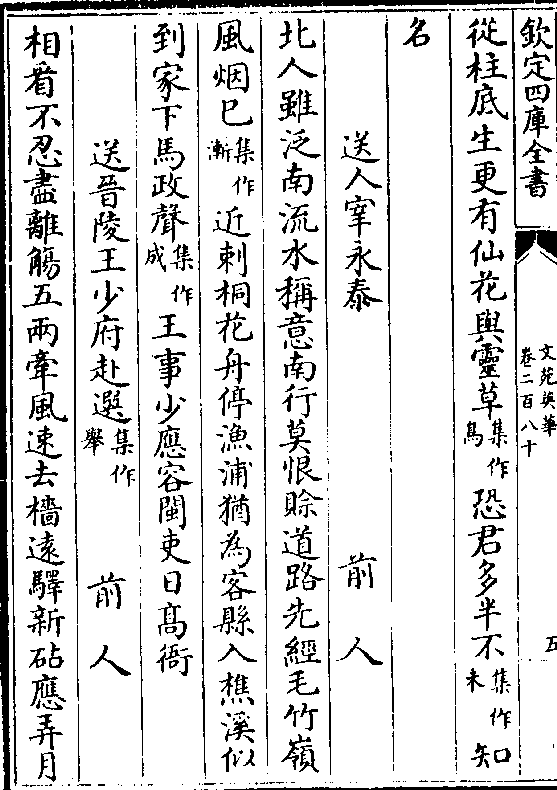 欽定四庫全書
文苑英華
卷二百八十
五
從柱底生更有仙花與靈草集作鳥恐君多半不集作未知
名
送人宰永泰 前人
北人雖泛南流水稱意南行莫恨賒道路先經毛竹嶺
風烟巳集作漸近刺桐花舟停漁浦猶為客縣入樵溪似
到家下馬政聲集作成王事少應容閩吏日髙衙
送晉陵王少府赴選集作舉 前人
相㸔不忍盡離觴五兩牽風速去檣遠驛新砧應弄月